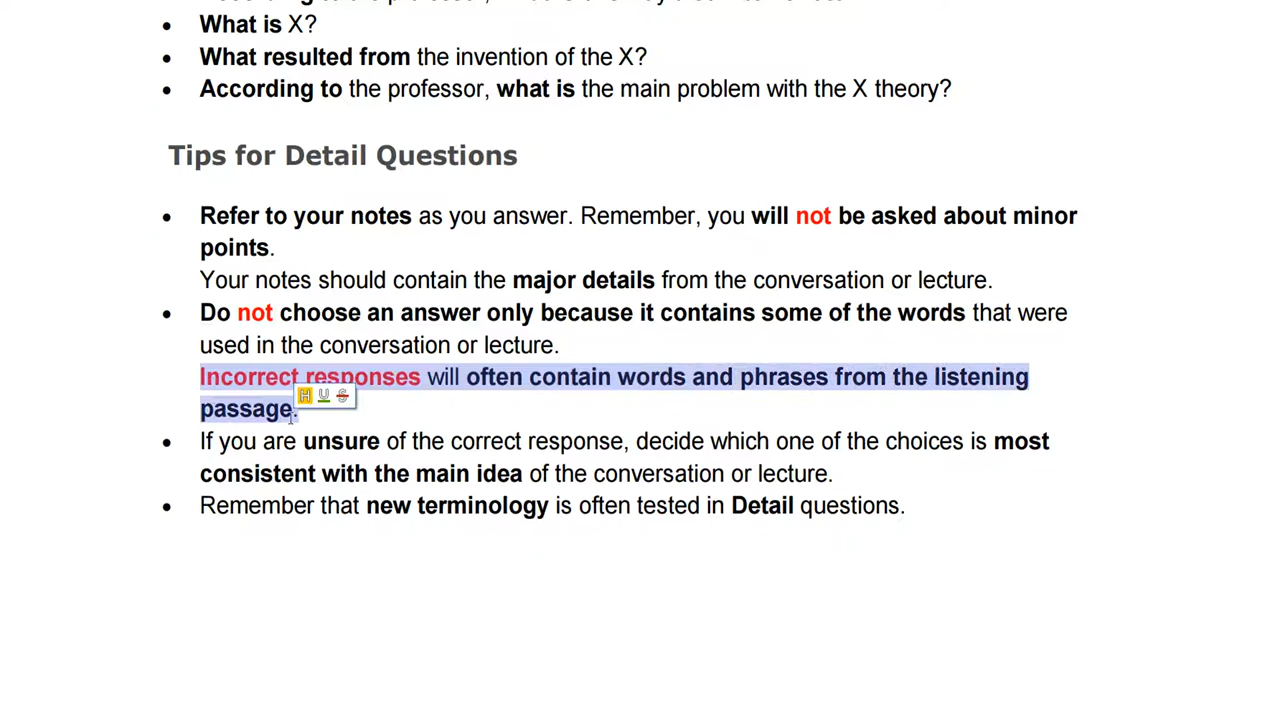 • What is X?
• What resulted from the invention of the X?
• According to the professor, what is the main problem with the X theory?
Tips for Detail Questions
• Refer to your notes as you answer. Remember, you will not be asked about minor
points.
Your notes should contain the major details from the conversation or lecture.
• Do not choose an answer only because it contains some of the words that were
used in the conversation or lecture.
Incorrect responses will often contain words and phrases from the listening
passage.
H U S
• If you are unsure of the correct response, decide which one of the choices is most
consistent with the main idea of the conversation or lecture.
• Remember that new terminology is often tested in Detail questions.